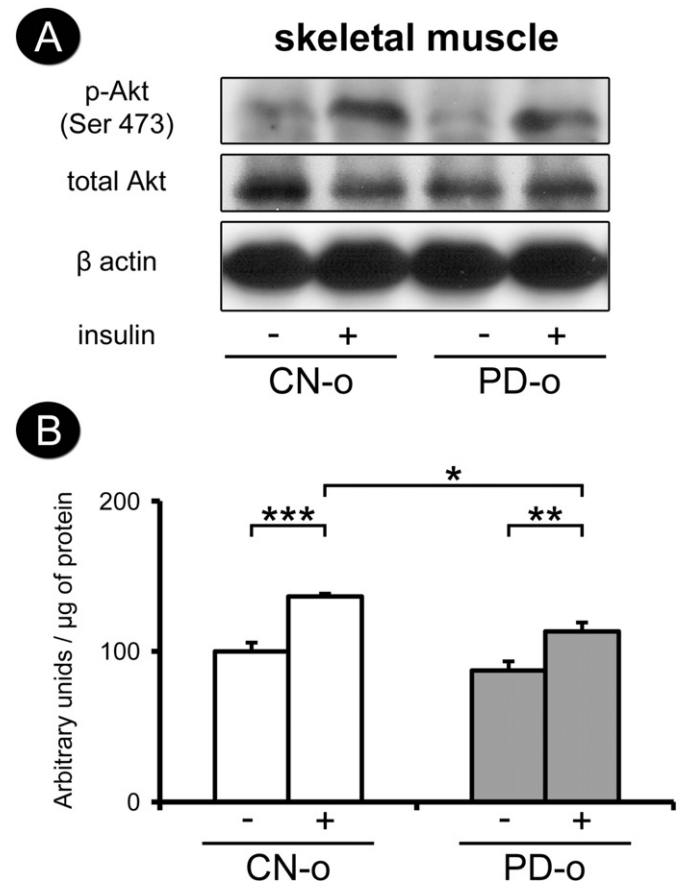 A
skeletal muscle
p-Akt
(Ser 473)
total Akt
β actin
insulin - + - +
CN-o PD-o
B
*
*** **
Arbitrary unids / µg of protein
200
100
0
- + - +
CN-o PD-o